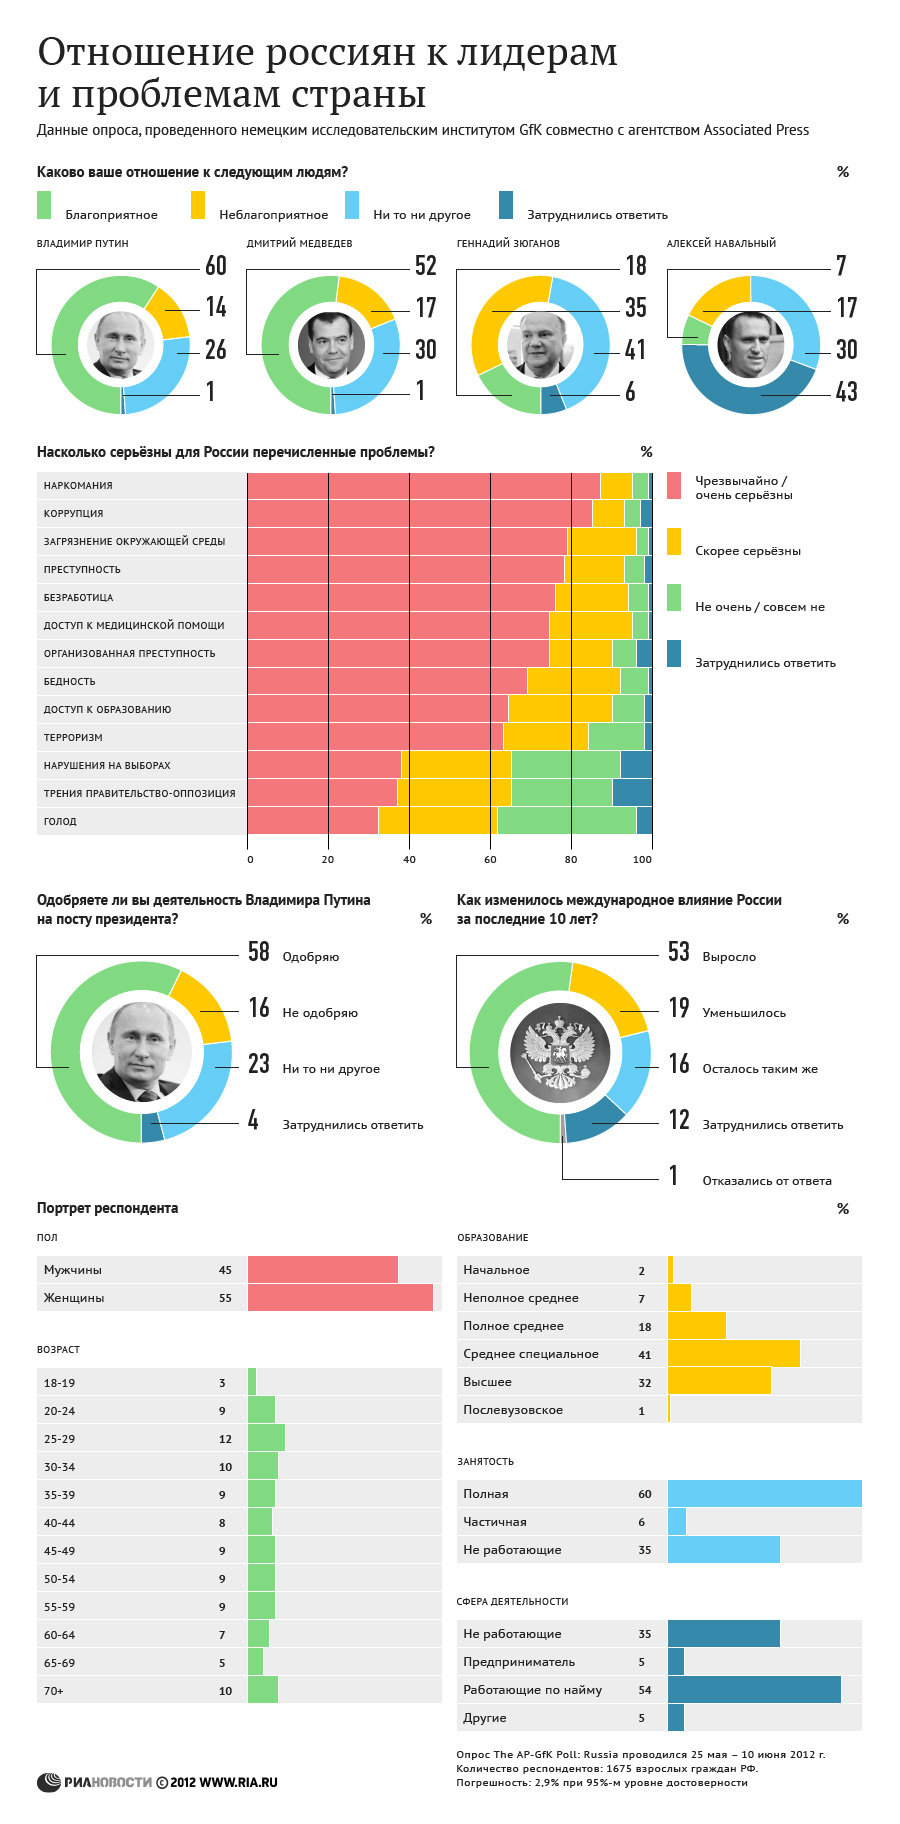 Отношение россиян к лидерам
и проблемам страны
Данные опроса, проведенного немецким исследовательским институтом GfK совместно с агентством Associated Press
Каково ваше отношение к следующим людям? %
Благоприятное Неблагоприятное Ни то ни другое Затруднились ответить
ВЛАДИМИР ПУТИН
60
14
26
1
ДМИТРИЙ МЕДВЕДЕВ
52
17
30
1
ГЕННАДИЙ ЗЮГАНОВ
18
35
41
6
АЛЕКСЕЙ НАВАЛЬНЫЙ
7
17
30
43
Насколько серьёзны для России перечисленные проблемы? %
НАРКОМАНИЯ
КОРРУПЦИЯ
ЗАГРЯЗНЕНИЕ ОКРУЖАЮЩЕЙ СРЕДЫ
ПРЕСТУПНОСТЬ
БЕЗРАБОТИЦА
ДОСТУП К МЕДИЦИНСКОЙ ПОМОЩИ
ОРГАНИЗОВАННАЯ ПРЕСТУПНОСТЬ
БЕДНОСТЬ
ДОСТУП К ОБРАЗОВАНИЮ
ТЕРРОРИЗМ
НАРУШЕНИЯ НА ВЫБОРАХ
ТРЕНИЯ ПРАВИТЕЛЬСТВО-ОППОЗИЦИЯ
ГОЛОД
0 20 40 60 80 100
Чрезвычайно /
очень серьёзны
Скорее серьёзны
Не очень / совсем не
Затруднились ответить
Одобряете ли вы деятельность Владимира Путина
на посту президента? %
58 Одобряю
16 Не одобряю
23 Ни то ни другое
4 Затруднились ответить
Как изменилось международное влияние России
за последние 10 лет? %
53 Выросло
19 Уменьшилось
16 Осталось таким же
12 Затруднились ответить
1 Отказались от ответа
Портрет респондента %
ПОЛ
Мужчины 45
Женщины 55
ВОЗРАСТ
18-19 3
20-24 9
25-29 12
30-34 10
35-39 9
40-44 8
45-49 9
50-54 9
55-59 9
60-64 7
65-69 5
70+ 10
ОБРАЗОВАНИЕ
Начальное 2
Неполное среднее 7
Полное среднее 18
Среднее специальное 41
Высшее 32
Послевузовское 1
ЗАНЯТОСТЬ
Полная 60
Частичная 6
Не работающие 35
СФЕРА ДЕЯТЕЛЬНОСТИ
Не работающие 35
Предприниматель 5
Работающие по найму 54
Другие 5
Опрос The AP-GfK Poll: Russia проводился 25 мая – 10 июня 2012 г.
Количество респондентов: 1675 взрослых граждан РФ.
Погрешность: 2,9% при 95%-м уровне достоверности
РИАНОВОСТИ © 2012 WWW.RIA.RU